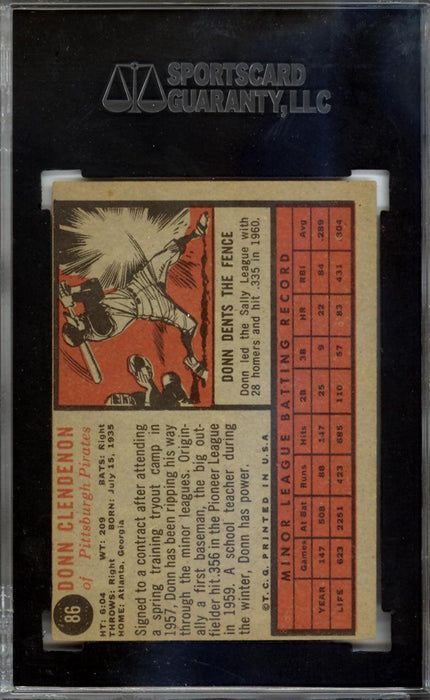 SPORTSCARD
GUARANTY, LLC
86
DONN CLENDENON
of Pittsburgh Pirates
HT: 6:04 WT: 209 BATS: Right
THROWS: Right BORN: July 15, 1935
HOME: Atlanta, Georgia
Signed to a contract after attending
a spring training tryout camp in
1957, Donn has been ripping his way
through the minor leagues. Origin-
ally a first baseman, the big out-
fielder hit .356 in the Pioneer League
in 1959. A school teacher during
the winter, Donn has power.
©T.C.G. PRINTED IN U.S.A
DONN DENTS THE FENCE
Donn led the Sally League with
28 homers and hit .335 in 1960.
MINOR LEAGUE BATTING RECORD
Games At Bat Runs Hits 2B 3B HR RBI Avg
YEAR 147 508 88 147 25 9 22 84 .289
LIFE 623 2251 423 685 110 57 83 431 .304